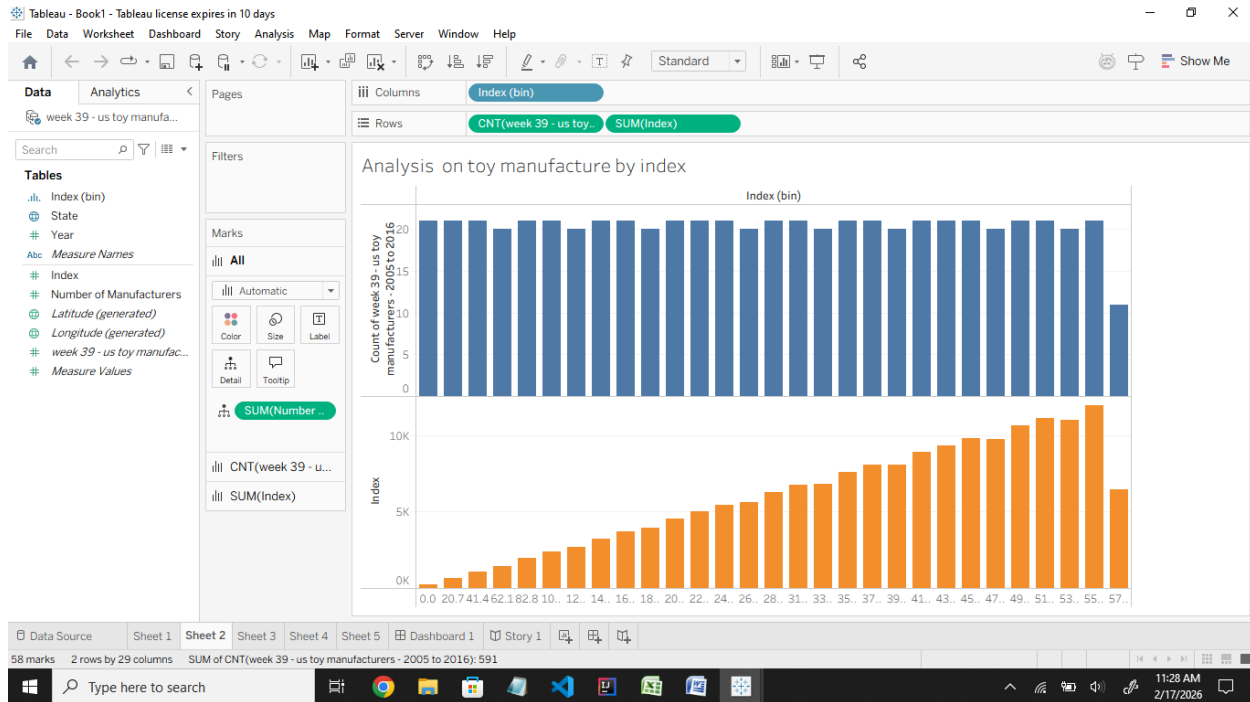 Tableau - Book1 - Tableau license expires in 10 days
File Data Worksheet Dashboard Story Analysis Map Format Server Window Help
Standard
Show Me
Data Analytics
week 39 - us toy manufa...
Search
Tables
Index (bin)
State
Year
Abc Measure Names
Index
Number of Manufacturers
Latitude (generated)
Longitude (generated)
week 39 - us toy manufac...
Measure Values
Pages
Filters
Marks
All
Automatic
Color Size Label
Detail Tooltip
SUM(Number ..
CNT(week 39 - u...
SUM(Index)
Columns Index (bin)
Rows CNT(week 39 - us toy.. SUM(Index)
Analysis on toy manufacture by index
Index (bin)
Count of week 39 - us toy
manufacturers - 2005 to 2016
20
15
10
5
0
Index
10K
5K
0K
0.0 20.7 41.4 62.1 82.8 10.. 12.. 14.. 16.. 18.. 20.. 22.. 24.. 26.. 28.. 31.. 33.. 35.. 37.. 39.. 41.. 43.. 45.. 47.. 49.. 51.. 53.. 55.. 57..
Data Source Sheet 1 Sheet 2 Sheet 3 Sheet 4 Sheet 5 Dashboard 1 Story 1
58 marks 2 rows by 29 columns SUM of CNT(week 39 - us toy manufacturers - 2005 to 2016): 591
Type here to search
11:28 AM
2/17/2026